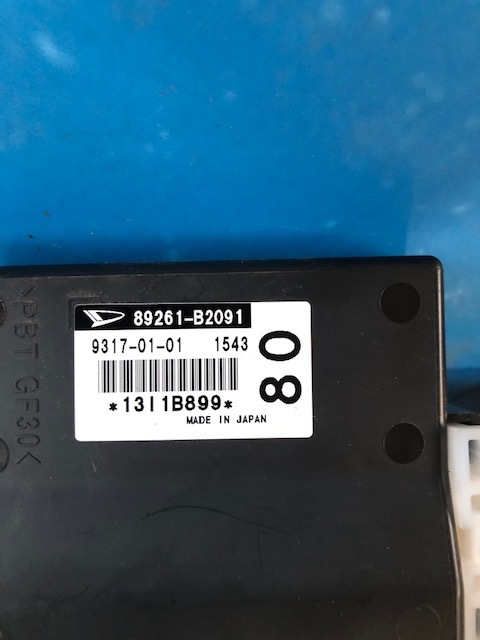 89261-B2091
9317-01-01 1543
80
*13I1B899*
MADE IN JAPAN
>PBT GF30<